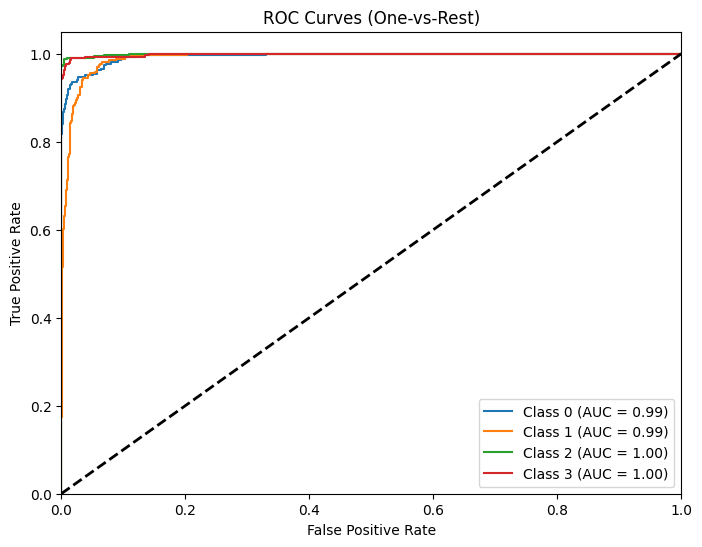 ROC Curves (One-vs-Rest)
True Positive Rate
1.0
0.8
0.6
0.4
0.2
0.0
0.0 0.2 0.4 0.6 0.8 1.0
False Positive Rate
Class 0 (AUC = 0.99)
Class 1 (AUC = 0.99)
Class 2 (AUC = 1.00)
Class 3 (AUC = 1.00)